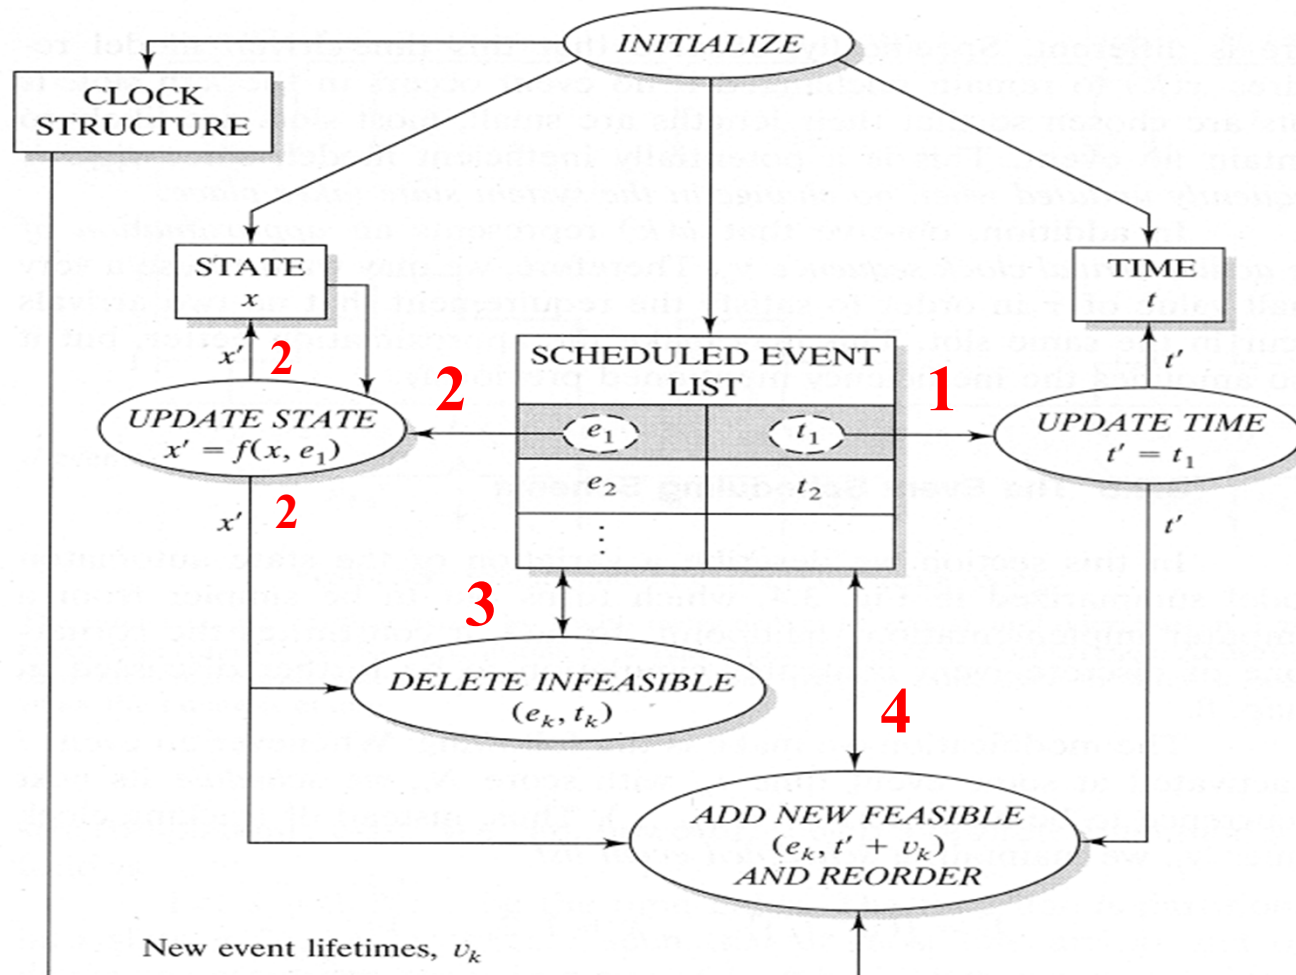 INITIALIZE
CLOCK
STRUCTURE
STATE
x
TIME
t
x′
2
t′
SCHEDULED EVENT
LIST
2
1
e₁
t₁
UPDATE STATE
x′ = f(x, e₁)
UPDATE TIME
t′ = t₁
e₂
t₂
x′
2
t′
⋮
3
DELETE INFEASIBLE
(eₖ, tₖ)
4
ADD NEW FEASIBLE
(eₖ, t′ + vₖ)
AND REORDER
New event lifetimes, vₖ